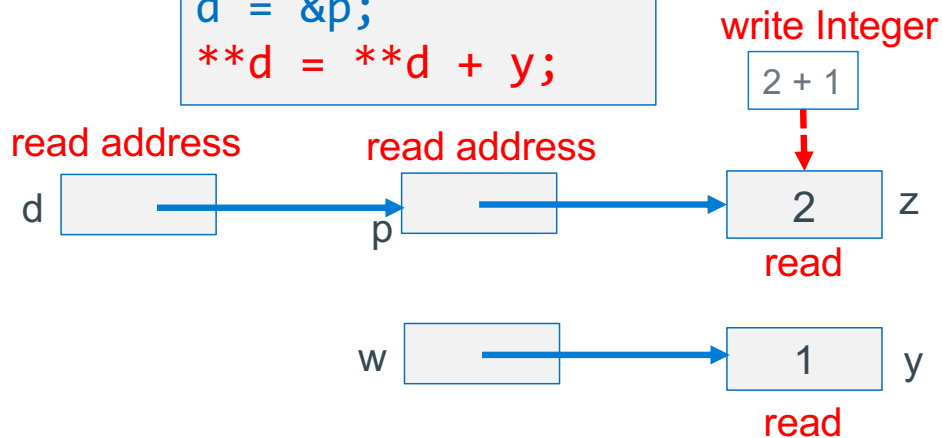 d = &p;
**d = **d + y;
write Integer
2 + 1
read address
read address
d
p
2
z
read
w
1
y
read